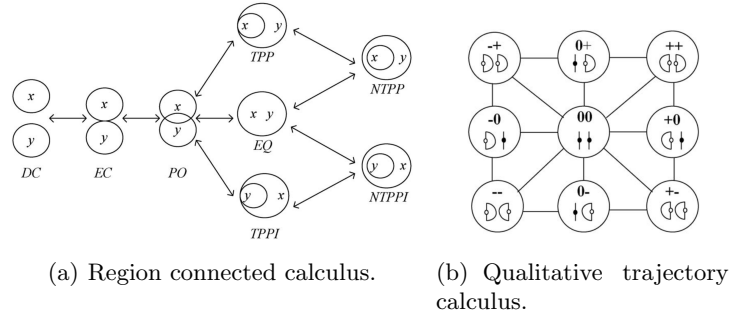 x y
TPP
x y
NTPP
x
y
DC
x
y
EC
x
y
PO
x y
EQ
y x
NTPPI
y x
TPPI
-+
0+
++
-0
00
+0
--
0-
+-
(a) Region connected calculus.
(b) Qualitative trajectory
calculus.